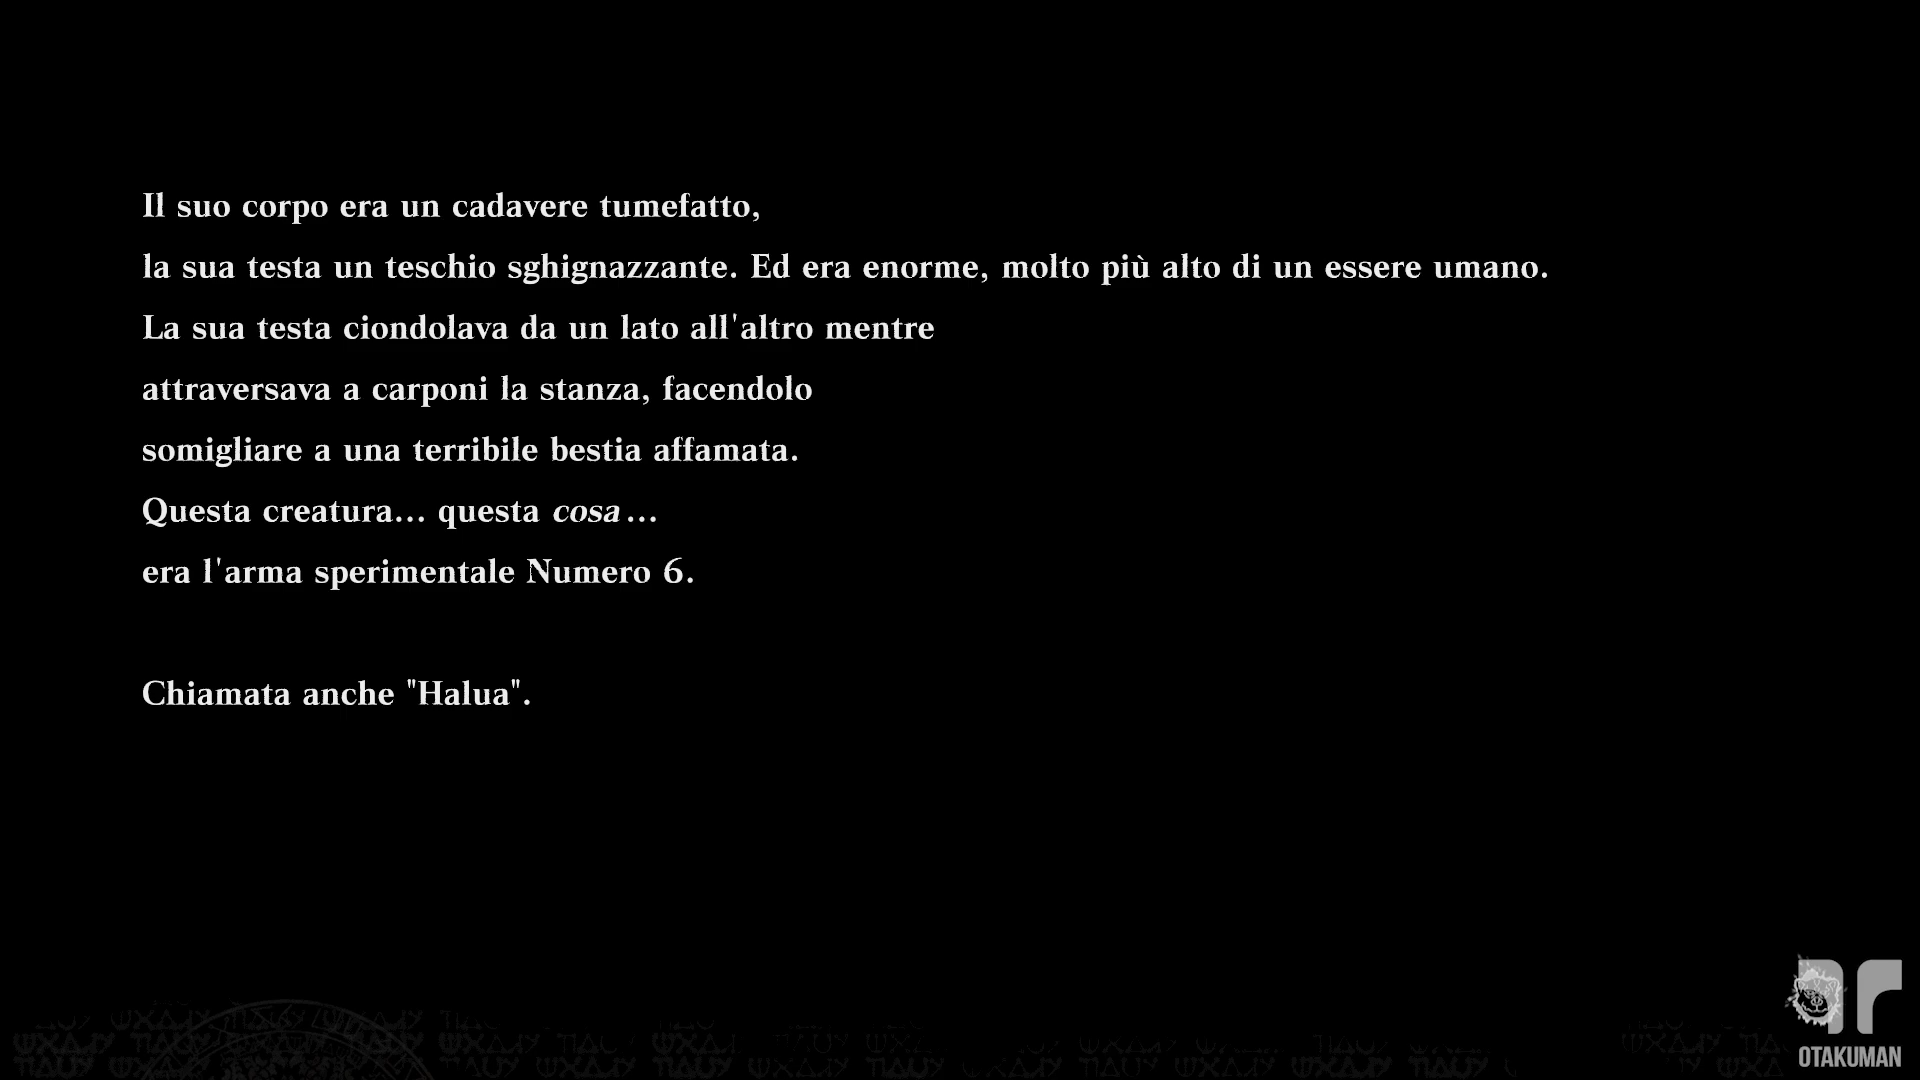 Il suo corpo era un cadavere tumefatto,
la sua testa un teschio sghignazzante. Ed era enorme, molto più alto di un essere umano.
La sua testa ciondolava da un lato all'altro mentre
attraversava a carponi la stanza, facendolo
somigliare a una terribile bestia affamata.
Questa creatura... questa cosa...
era l'arma sperimentale Numero 6.
Chiamata anche "Halua".
OTAKUMAN